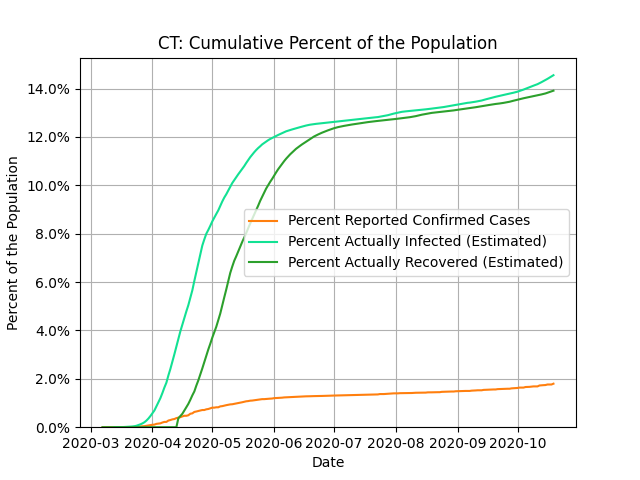 CT: Cumulative Percent of the Population
Percent of the Population
14.0%
12.0%
10.0%
8.0%
6.0%
4.0%
2.0%
0.0%
Percent Reported Confirmed Cases
Percent Actually Infected (Estimated)
Percent Actually Recovered (Estimated)
2020-03 2020-04 2020-05 2020-06 2020-07 2020-08 2020-09 2020-10
Date